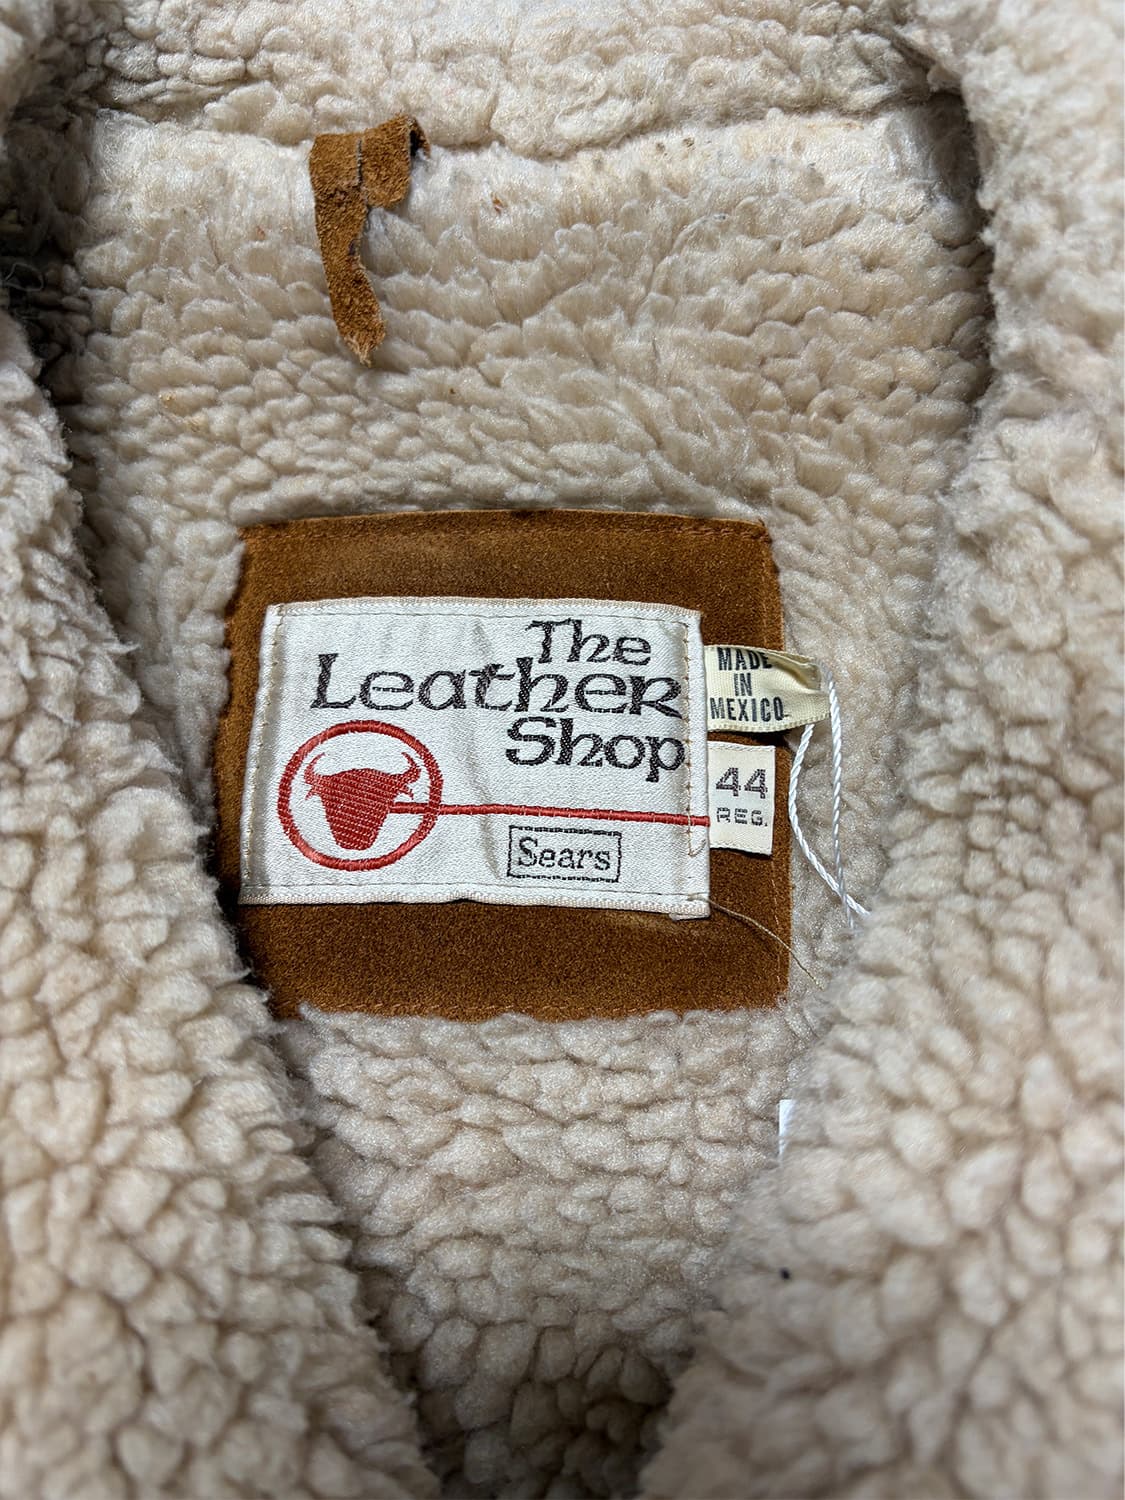 The
Leather
Shop
Sears
MADE
IN
MEXICO
44
REG.